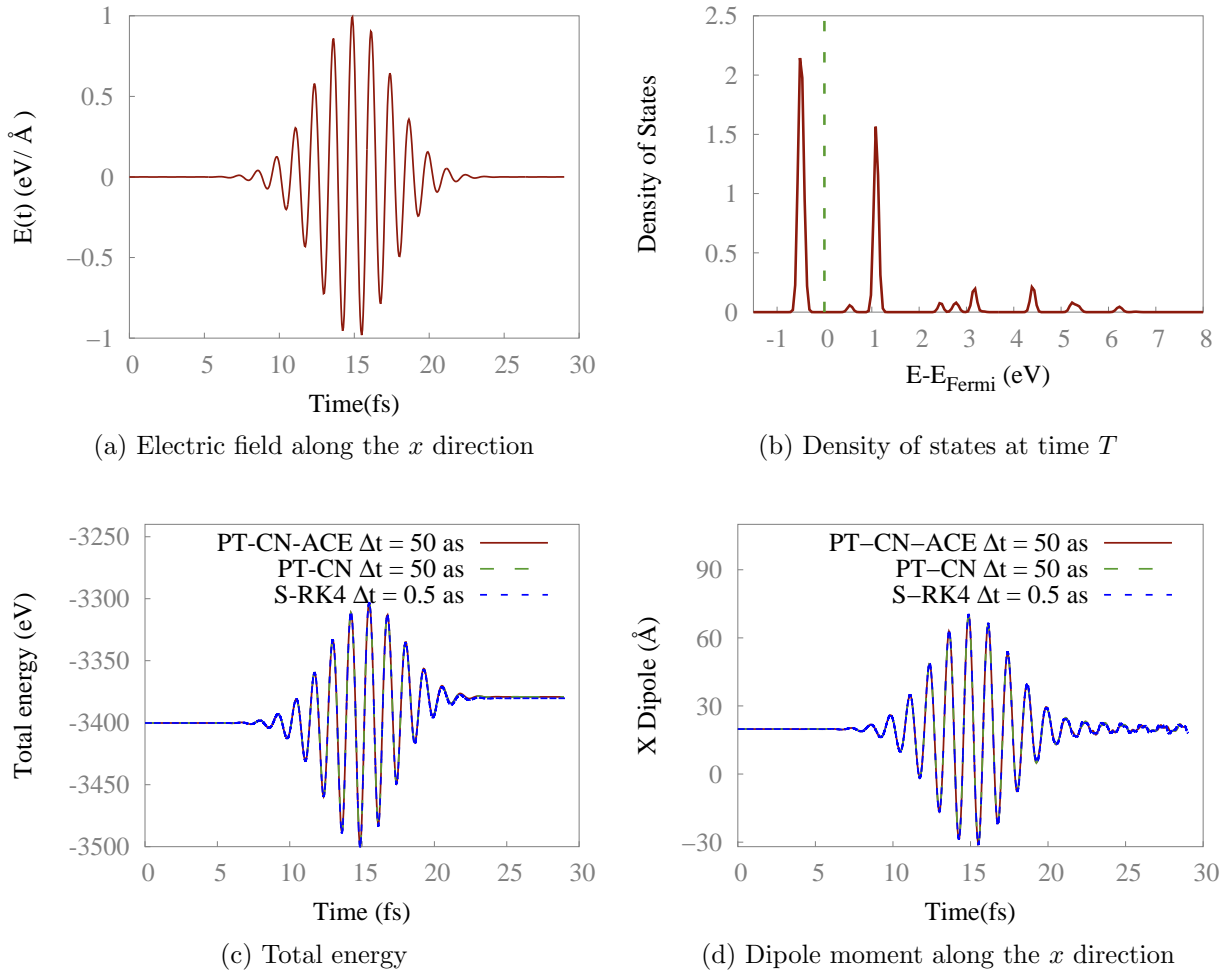 1
0.5
0
−0.5
−1
E(t) (eV/ Å)
0 5 10 15 20 25 30
Time(fs)
(a) Electric field along the x direction
2.5
2
1.5
1
0.5
0
Density of States
-1 0 1 2 3 4 5 6 7 8
E-E_Fermi (eV)
(b) Density of states at time T
-3250
-3300
-3350
-3400
-3450
-3500
Total energy (eV)
PT-CN-ACE Δt = 50 as
PT-CN Δt = 50 as
S-RK4 Δt = 0.5 as
0 5 10 15 20 25 30
Time (fs)
(c) Total energy
90
60
30
0
−30
X Dipole (Å)
PT−CN−ACE Δt = 50 as
PT−CN Δt = 50 as
S−RK4 Δt = 0.5 as
0 5 10 15 20 25 30
Time(fs)
(d) Dipole moment along the x direction